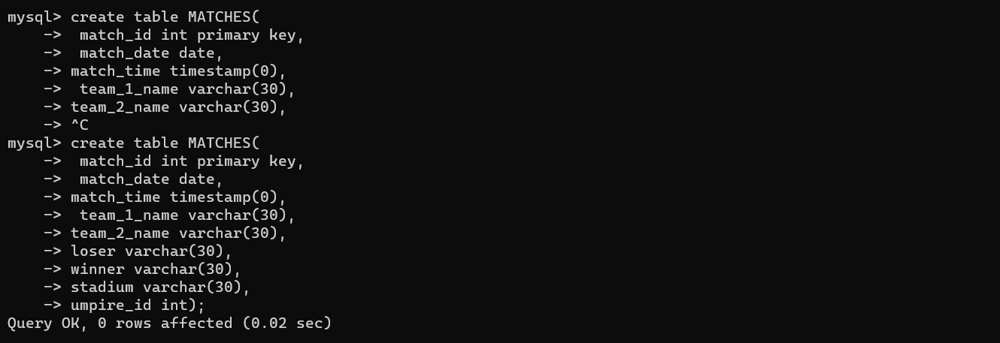 mysql> create table MATCHES(
    ->  match_id int primary key,
    ->  match_date date,
    -> match_time timestamp(0),
    ->  team_1_name varchar(30),
    -> team_2_name varchar(30),
    -> ^C
mysql> create table MATCHES(
    ->  match_id int primary key,
    ->  match_date date,
    -> match_time timestamp(0),
    ->  team_1_name varchar(30),
    -> team_2_name varchar(30),
    -> loser varchar(30),
    -> winner varchar(30),
    -> stadium varchar(30),
    -> umpire_id int);
Query OK, 0 rows affected (0.02 sec)